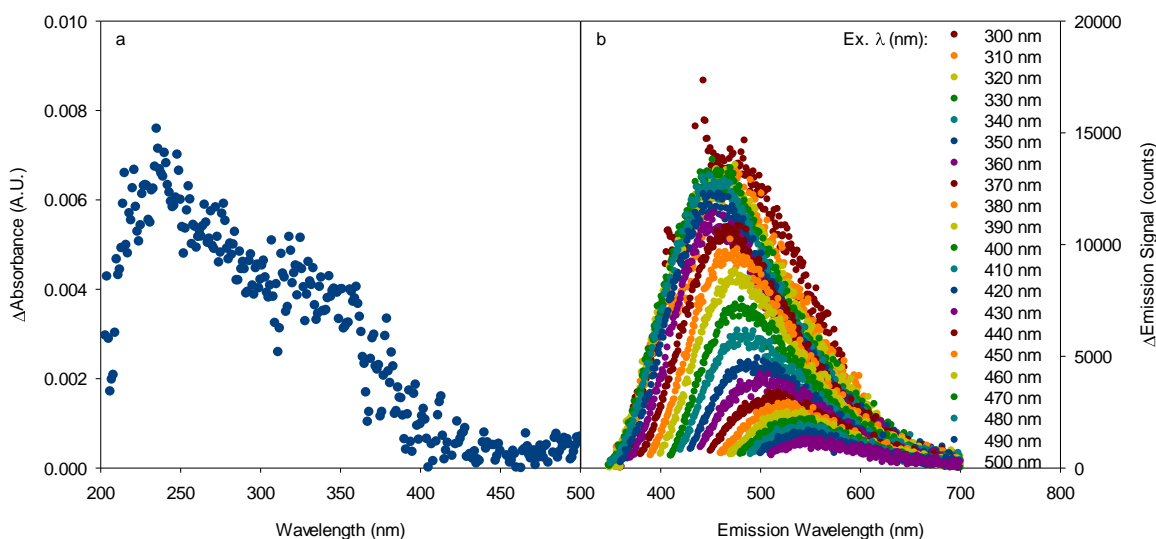 a
0.010
0.008
0.006
0.004
0.002
0.000
ΔAbsorbance (A.U.)
200 250 300 350 400 450 500
Wavelength (nm)
b
Ex. λ (nm):
300 nm
310 nm
320 nm
330 nm
340 nm
350 nm
360 nm
370 nm
380 nm
390 nm
400 nm
410 nm
420 nm
430 nm
440 nm
450 nm
460 nm
470 nm
480 nm
490 nm
500 nm
20000
15000
10000
5000
0
ΔEmission Signal (counts)
400 500 600 700 800
Emission Wavelength (nm)